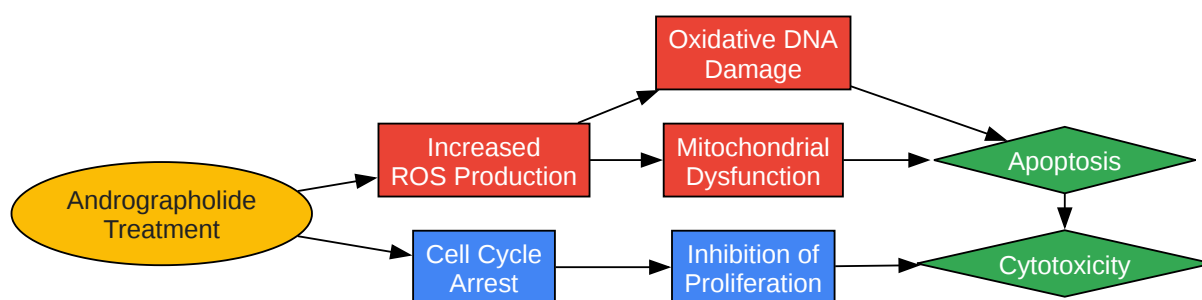 Oxidative DNA
Damage
Increased
ROS Production
Mitochondrial
Dysfunction
Apoptosis
Andrographolide
Treatment
Cell Cycle
Arrest
Inhibition of
Proliferation
Cytotoxicity